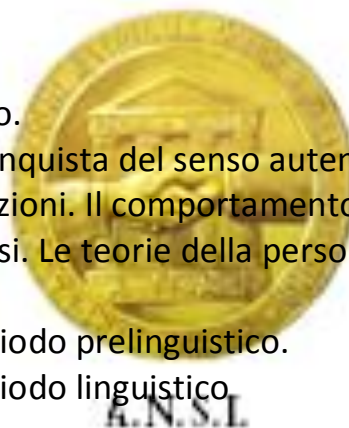 o.
nquista del senso auten
zioni. Il comportamento
si. Le teorie della perso
iodo prelinguistico.
iodo linguistico
A.N.S.I.